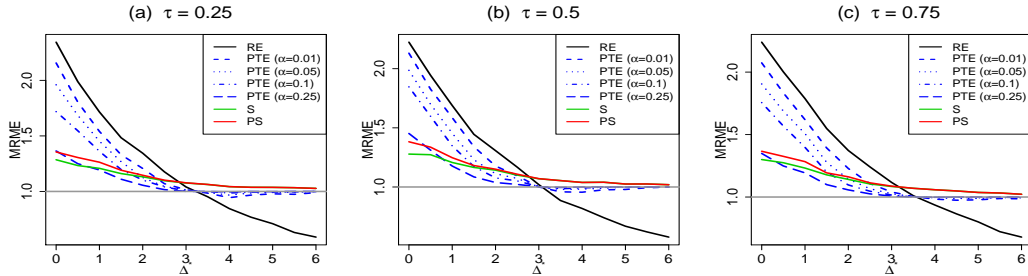 (a) τ = 0.25
MRME
2.0
1.5
1.0
RE
PTE (α=0.01)
PTE (α=0.05)
PTE (α=0.1)
PTE (α=0.25)
S
PS
0 1 2 3 4 5 6
Δ*
(b) τ = 0.5
MRME
2.0
1.5
1.0
RE
PTE (α=0.01)
PTE (α=0.05)
PTE (α=0.1)
PTE (α=0.25)
S
PS
0 1 2 3 4 5 6
Δ*
(c) τ = 0.75
MRME
2.0
1.5
1.0
RE
PTE (α=0.01)
PTE (α=0.05)
PTE (α=0.1)
PTE (α=0.25)
S
PS
0 1 2 3 4 5 6
Δ*